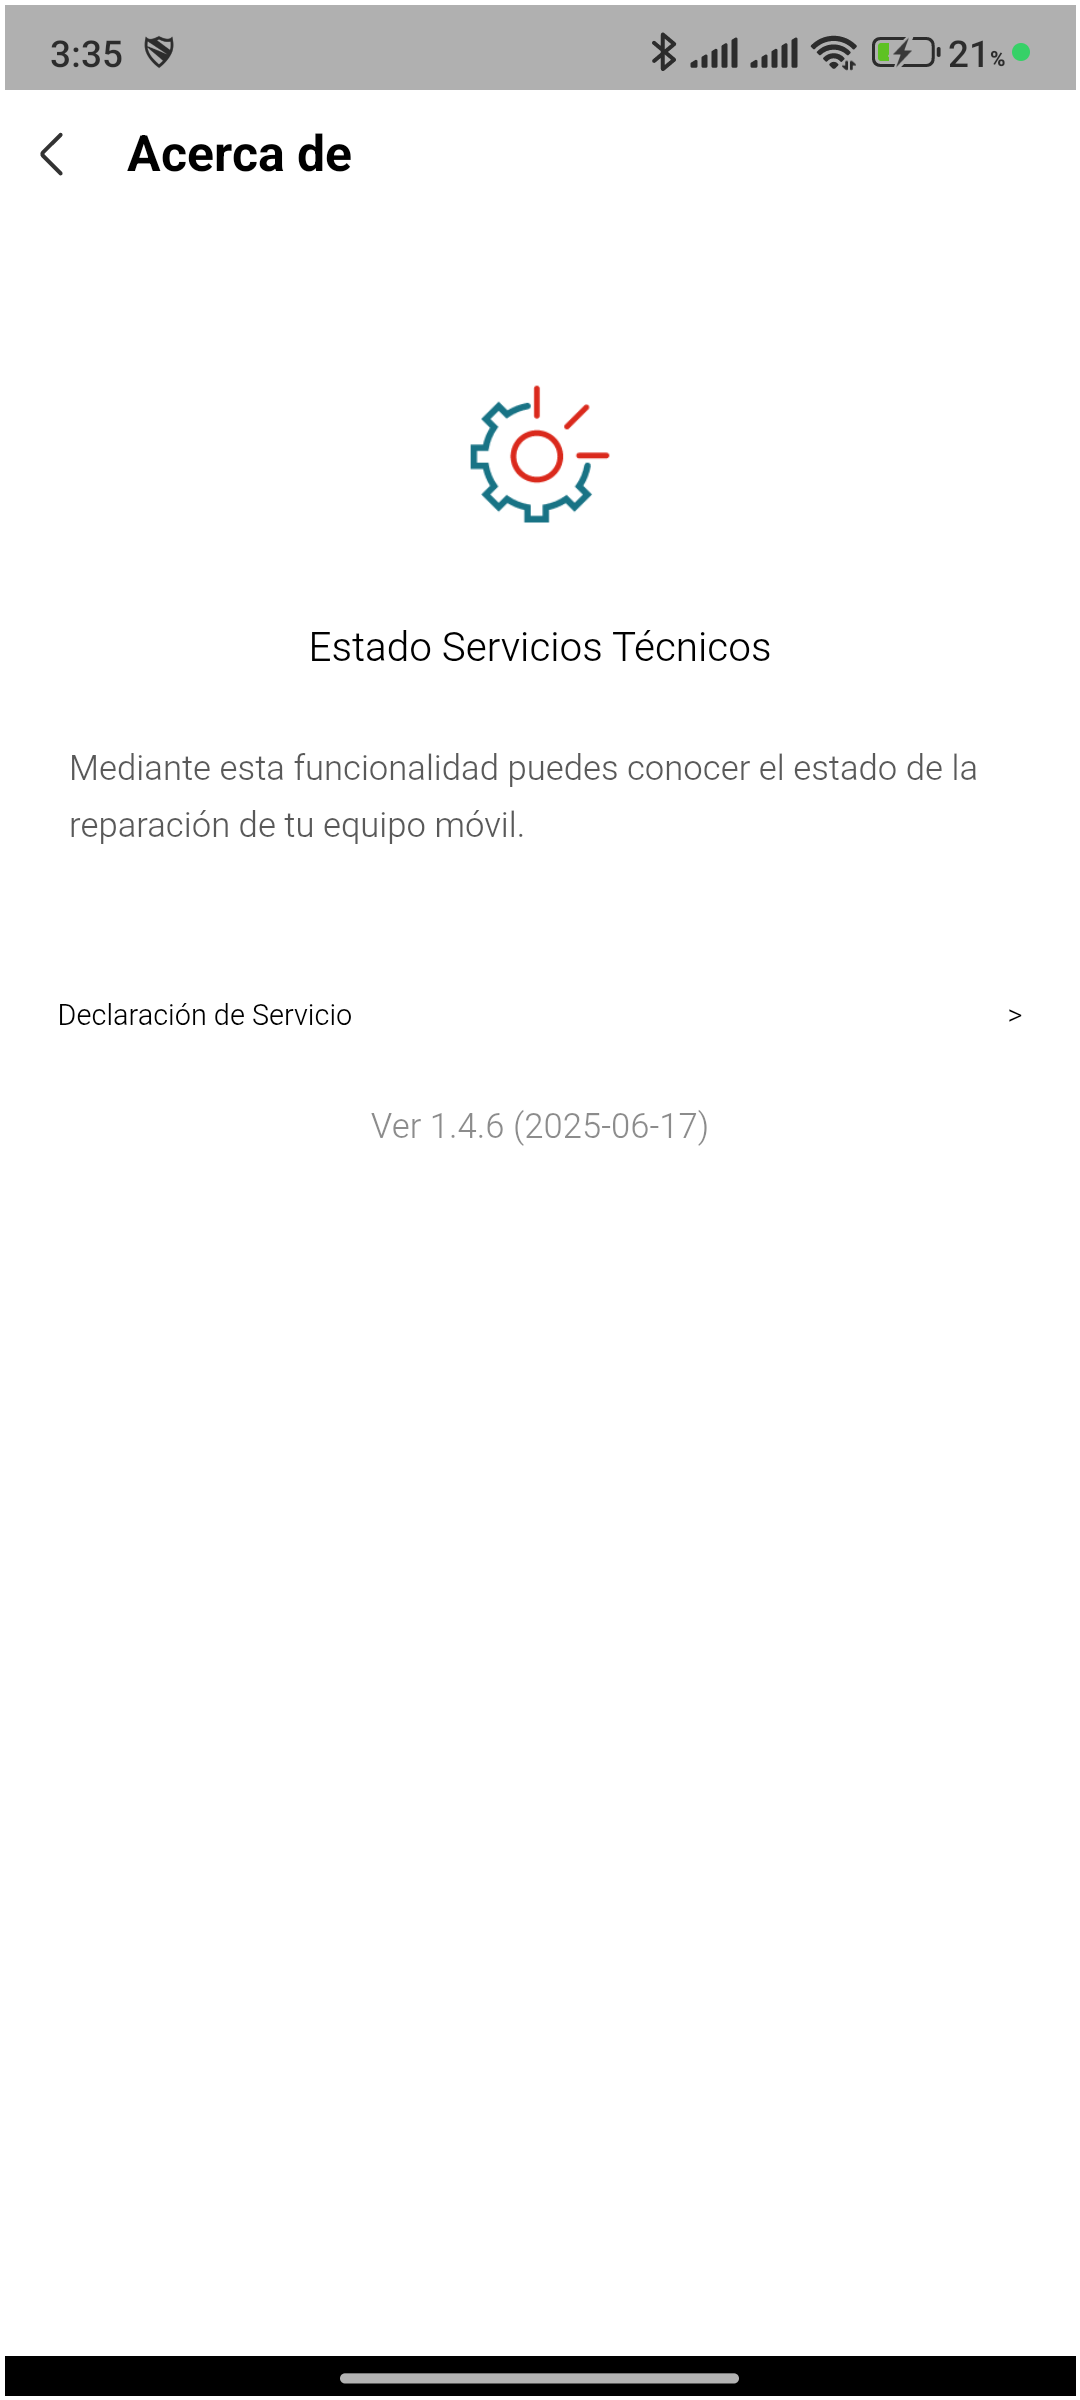 3:35
21%
Acerca de
Estado Servicios Técnicos
Mediante esta funcionalidad puedes conocer el estado de la
reparación de tu equipo móvil.
Declaración de Servicio >
Ver 1.4.6 (2025-06-17)